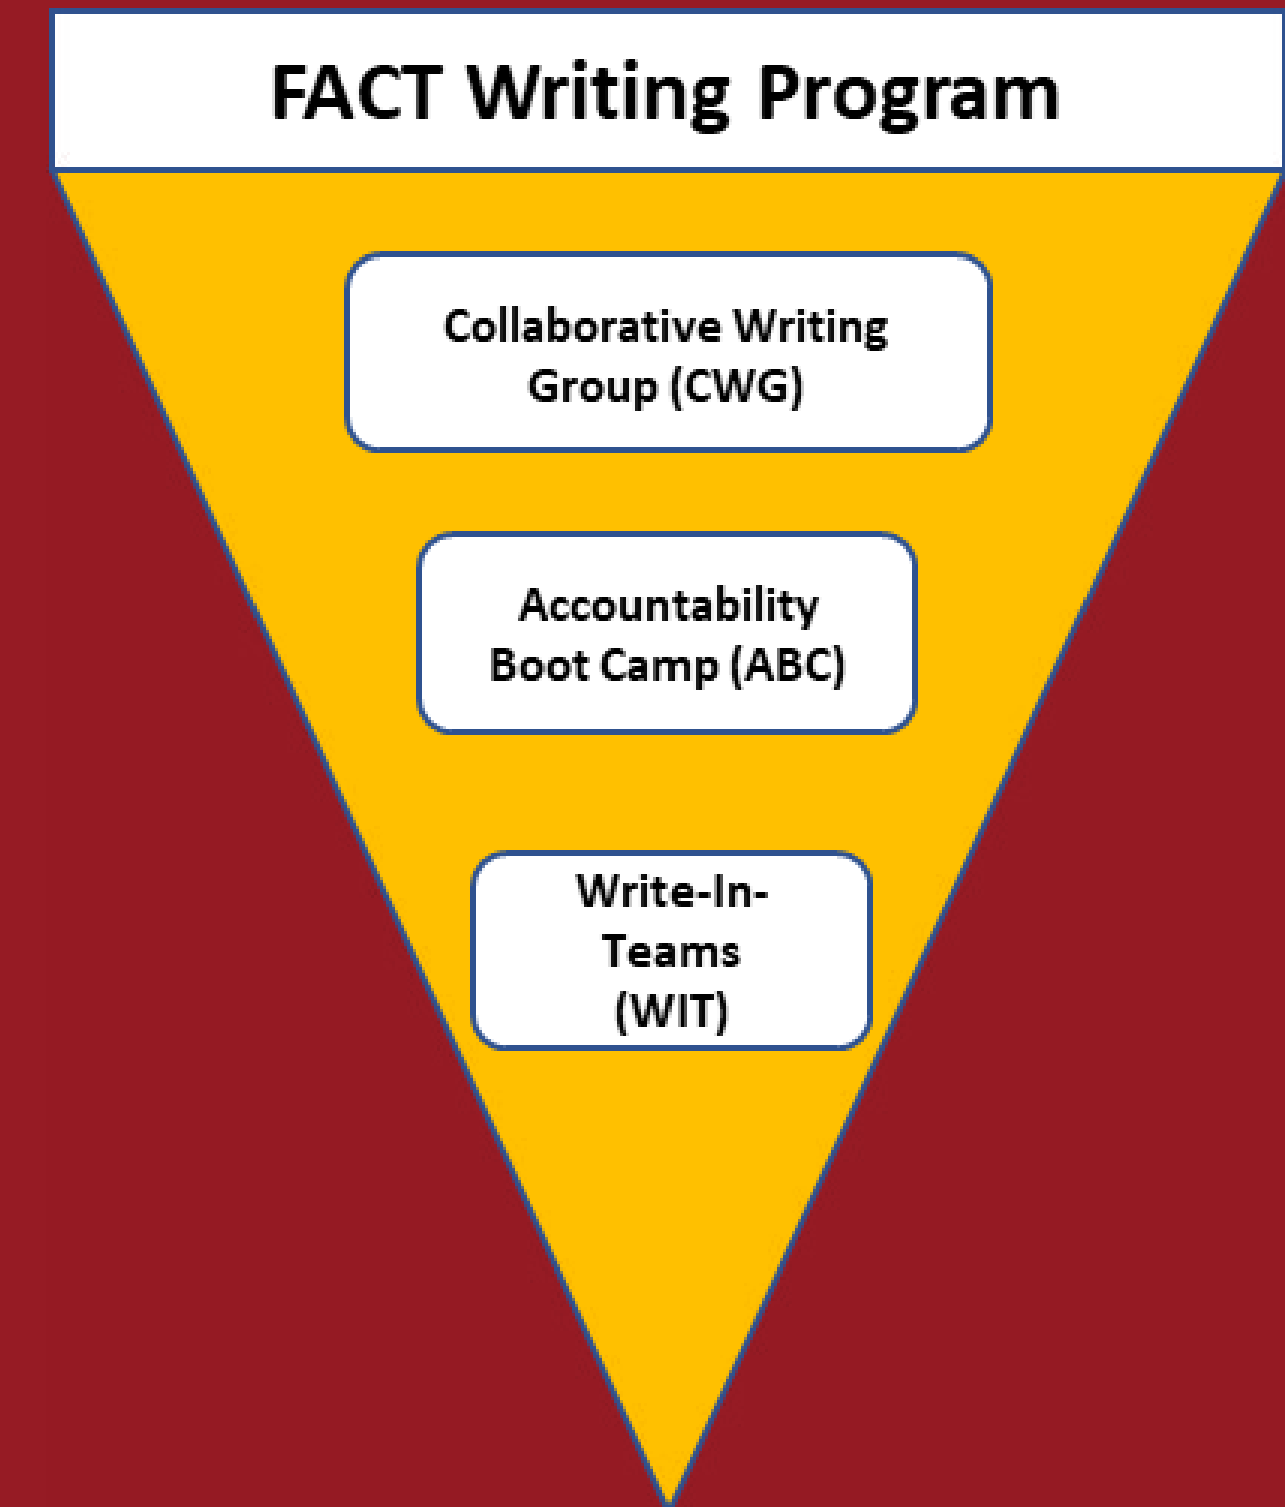 FACT Writing Program
Collaborative Writing
Group (CWG)
Accountability
Boot Camp (ABC)
Write-In-
Teams
(WIT)